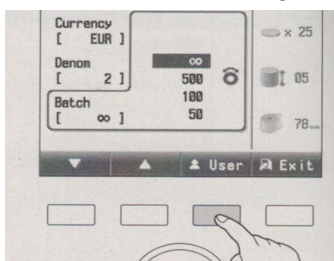 Currency
[ EUR ]
Denom
[ 2 ]
Batch
[ ∞ ]
∞
500
100
50
x 25
05
78
User
Exit